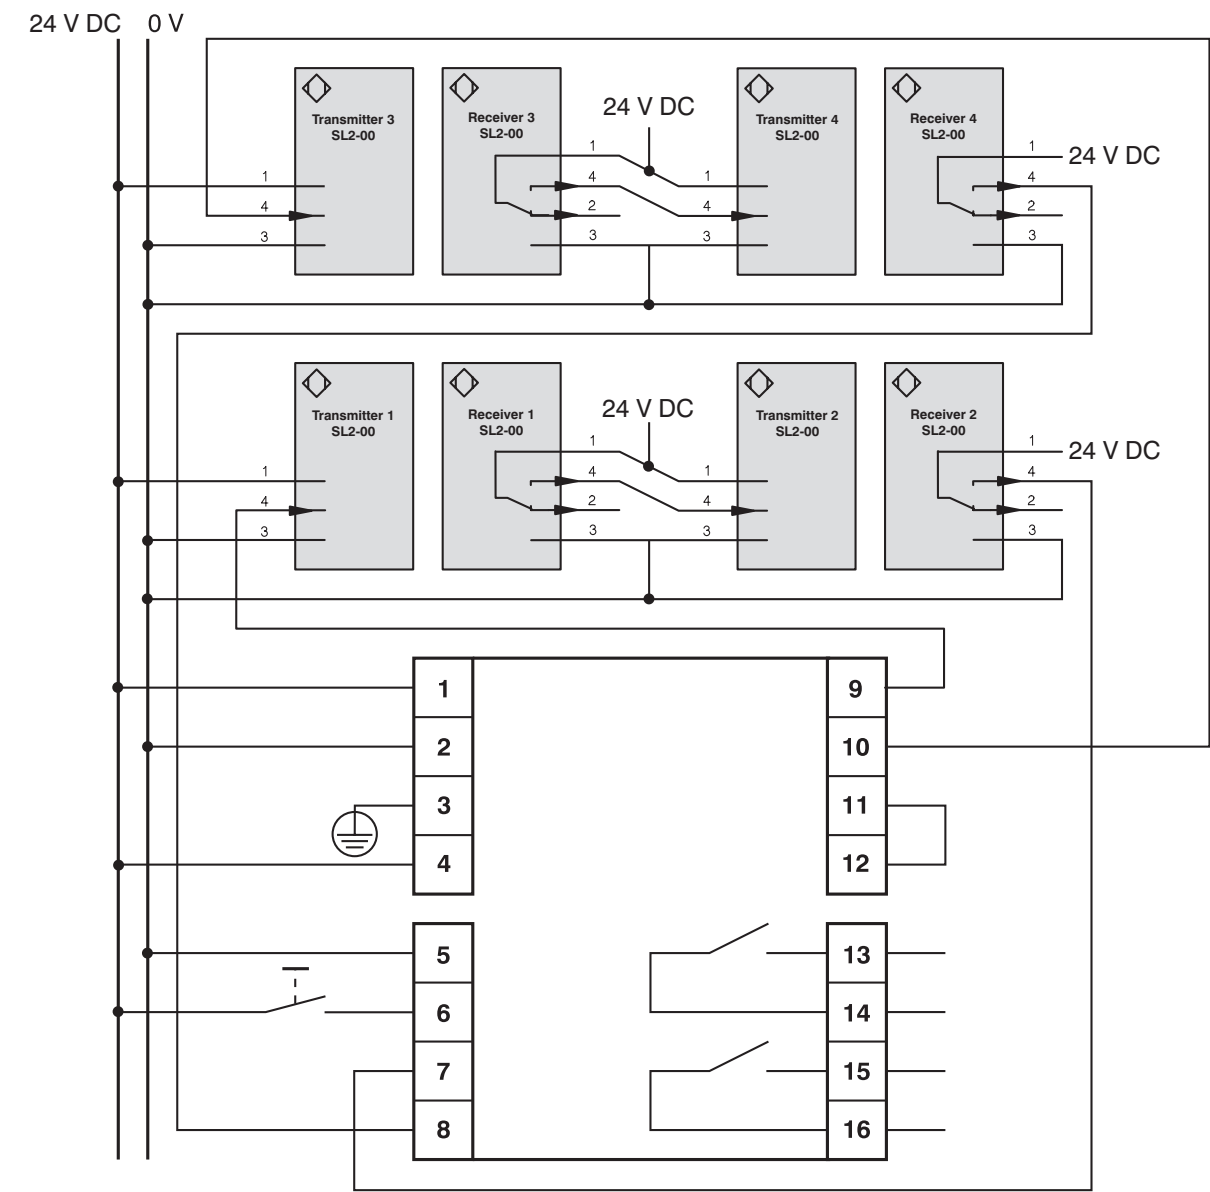 24 V DC 0 V
Transmitter 3
SL2-00
1
4
3
Receiver 3
SL2-00
1
4
2
3
24 V DC
Transmitter 4
SL2-00
1
4
3
Receiver 4
SL2-00
1
4
2
3
24 V DC
Transmitter 1
SL2-00
1
4
3
Receiver 1
SL2-00
1
4
2
3
24 V DC
Transmitter 2
SL2-00
1
4
3
Receiver 2
SL2-00
1
4
2
3
24 V DC
1
2
3
4
5
6
7
8
9
10
11
12
13
14
15
16